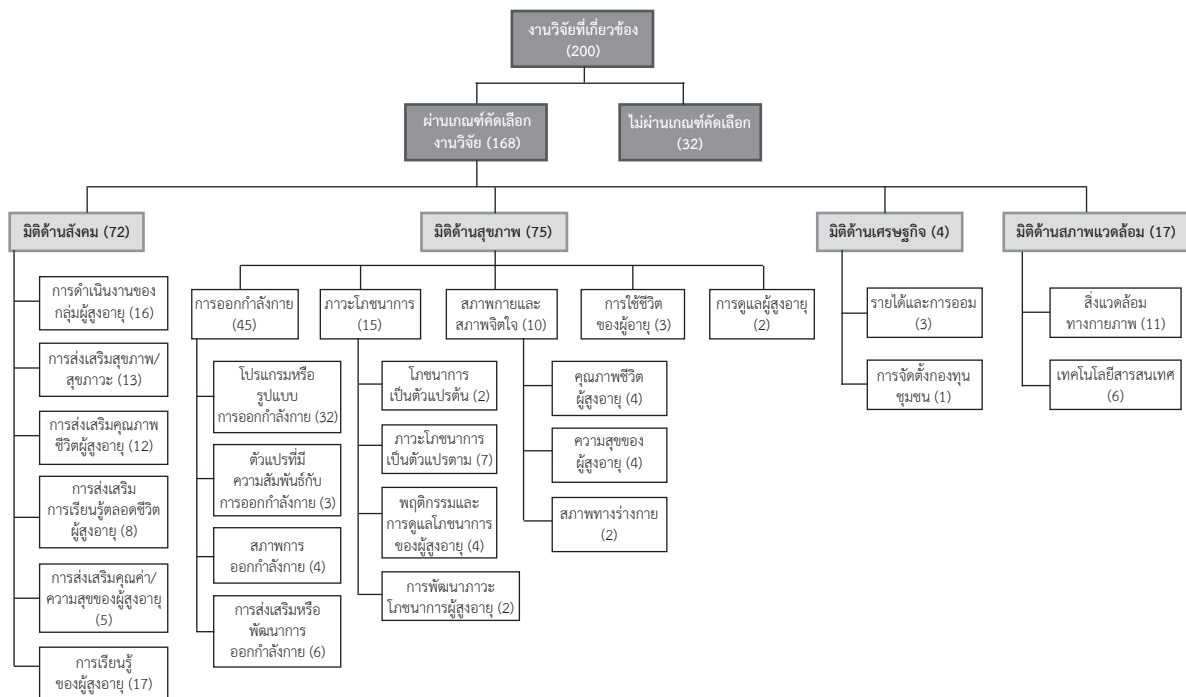 งานวิจัยที่เกี่ยวข้อง
(200)
ผ่านเกณฑ์คัดเลือก
งานวิจัย (168)
ไม่ผ่านเกณฑ์คัดเลือก
(32)
มิติด้านสังคม (72)
การดำเนินงานของ
กลุ่มผู้สูงอายุ (16)
การส่งเสริมสุขภาพ/
สุขภาวะ (13)
การส่งเสริมคุณภาพ
ชีวิตผู้สูงอายุ (12)
การส่งเสริม
การเรียนรู้ตลอดชีวิต
ผู้สูงอายุ (8)
การส่งเสริมคุณค่า/
ความสุขของผู้สูงอายุ
(5)
การเรียนรู้
ของผู้สูงอายุ (17)
มิติด้านสุขภาพ (75)
การออกกำลังกาย
(45)
โปรแกรมหรือ
รูปแบบ
การออกกำลังกาย (32)
ตัวแปรที่มี
ความสัมพันธ์กับ
การออกกำลังกาย (3)
สภาพการ
ออกกำลังกาย (4)
การส่งเสริมหรือ
พัฒนาการ
ออกกำลังกาย (6)
ภาวะโภชนาการ
(15)
โภชนาการ
เป็นตัวแปรต้น (2)
ภาวะโภชนาการ
เป็นตัวแปรตาม (7)
พฤติกรรมและ
การดูแลโภชนาการ
ของผู้สูงอายุ (4)
การพัฒนาภาวะ
โภชนาการผู้สูงอายุ (2)
สภาพกายและ
สภาพจิตใจ (10)
คุณภาพชีวิต
ผู้สูงอายุ (4)
ความสุขของ
ผู้สูงอายุ (4)
สภาพทางร่างกาย
(2)
การใช้ชีวิต
ของผู้อายุ (3)
การดูแลผู้สูงอายุ
(2)
มิติด้านเศรษฐกิจ (4)
รายได้และการออม
(3)
การจัดตั้งกองทุน
ชุมชน (1)
มิติด้านสภาพแวดล้อม (17)
สิ่งแวดล้อม
ทางกายภาพ (11)
เทคโนโลยีสารสนเทศ
(6)